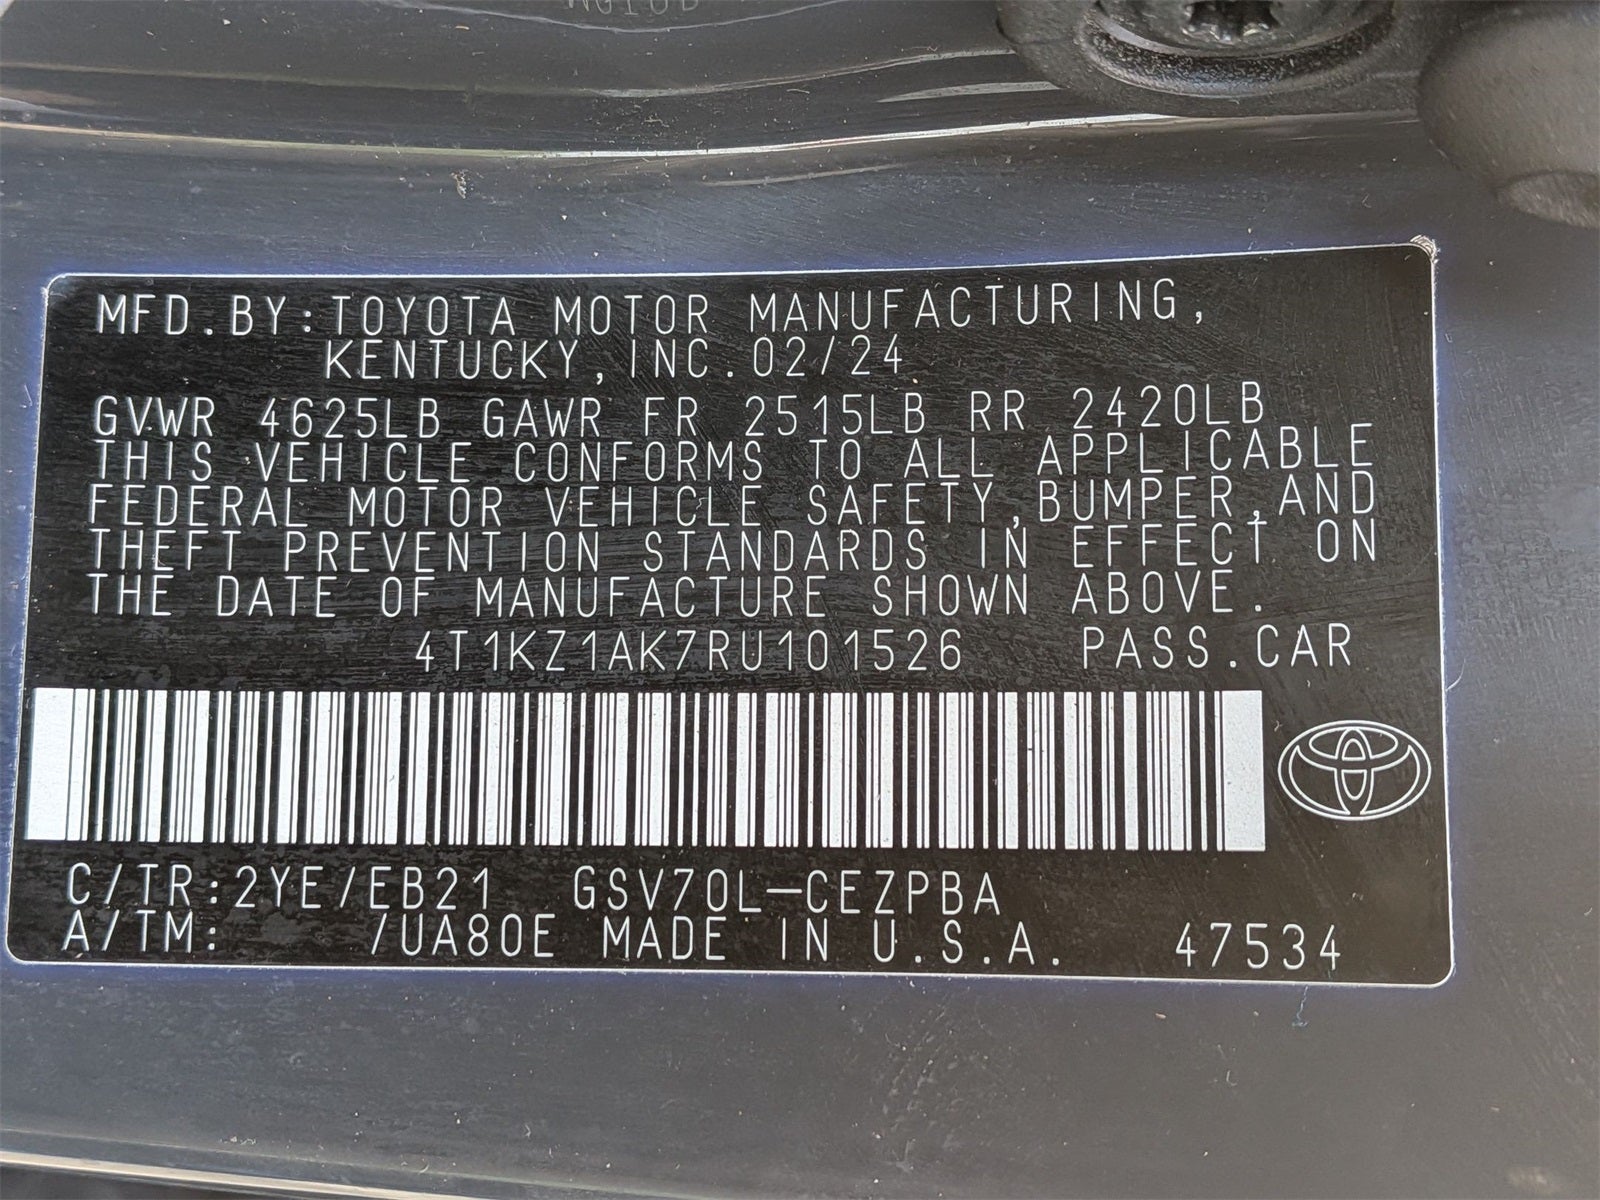 MOTOR
MFD.BY:TOYOTA MOTOR MANUFACTURING,
KENTUCKY,INC.02/24
GVWR 4625LB GAWR FR 2515LB RR 2420LB
THIS VEHICLE CONFORMS TO ALL APPLICABLE
FEDERAL MOTOR VEHICLE SAFETY,BUMPER,AND
THEFT PREVENTION STANDARDS IN EFFECT ON
THE DATE OF MANUFACTURE SHOWN ABOVE.
4T1KZ1AK7RU101526 PASS.CAR
C/TR:2YE/EB21 GSV70L-CEZPBA
A/TM: /UA80E MADE IN U.S.A. 47534